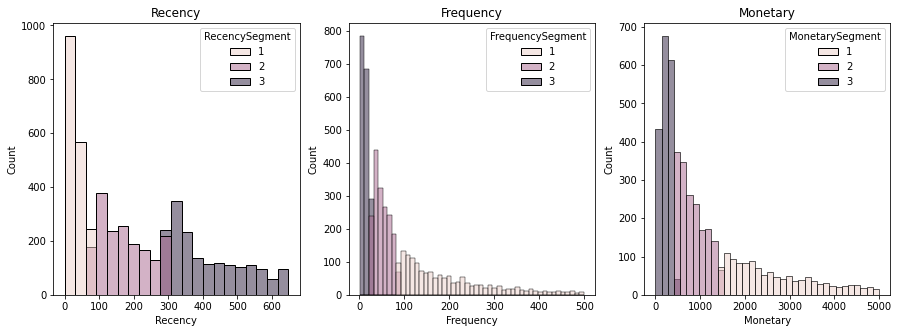 Recency
Count
1000
800
600
400
200
0
RecencySegment
1
2
3
0 100 200 300 400 500 600
Recency
Frequency
Count
800
700
600
500
400
300
200
100
0
FrequencySegment
1
2
3
0 100 200 300 400 500
Frequency
Monetary
Count
700
600
500
400
300
200
100
0
MonetarySegment
1
2
3
0 1000 2000 3000 4000 5000
Monetary